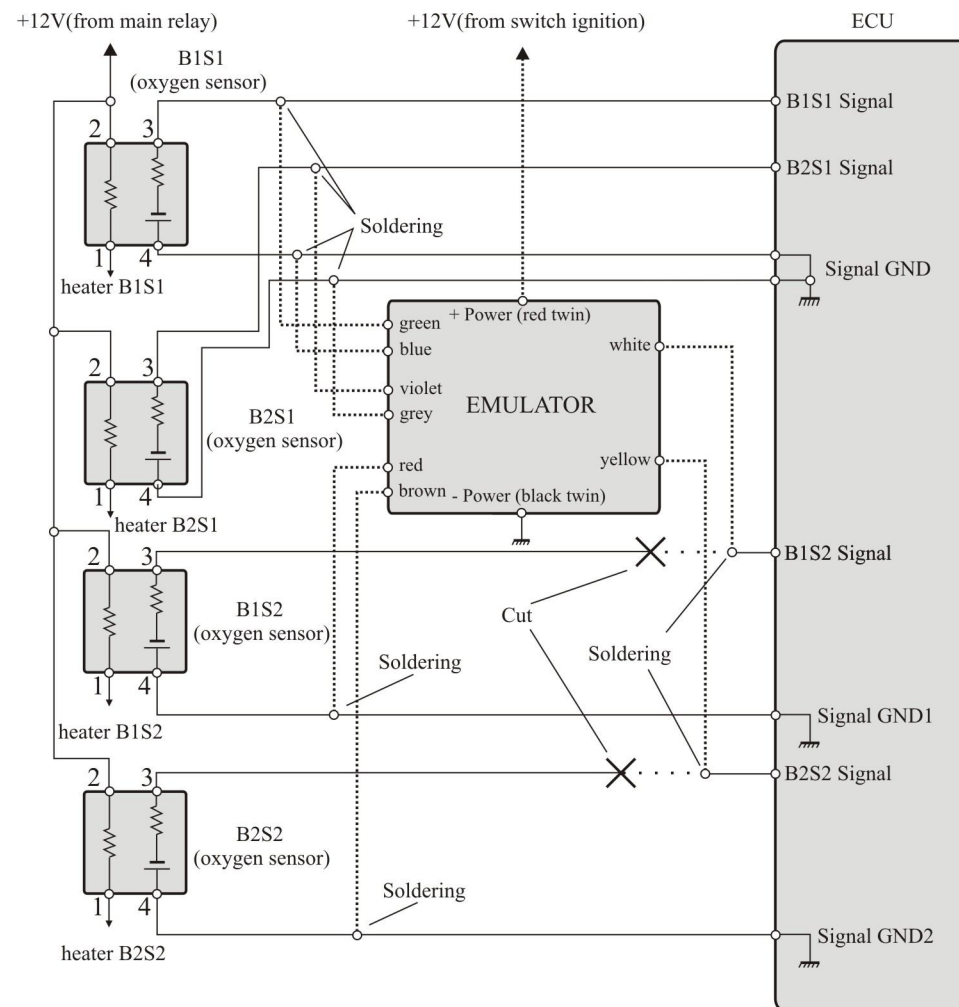 +12V(from main relay)
+12V(from switch ignition)
ECU
B1S1
(oxygen sensor)
B1S1 Signal
2
3
B2S1 Signal
Soldering
1
4
heater B1S1
Signal GND
+ Power (red twin)
green
blue
white
violet
grey
EMULATOR
2
3
B2S1
(oxygen sensor)
red
yellow
brown
- Power (black twin)
1
4
heater B2S1
2
3
B1S2 Signal
B1S2
(oxygen sensor)
Cut
Soldering
Soldering
1
4
heater B1S2
Signal GND1
2
3
B2S2 Signal
B2S2
(oxygen sensor)
Soldering
1
4
heater B2S2
Signal GND2